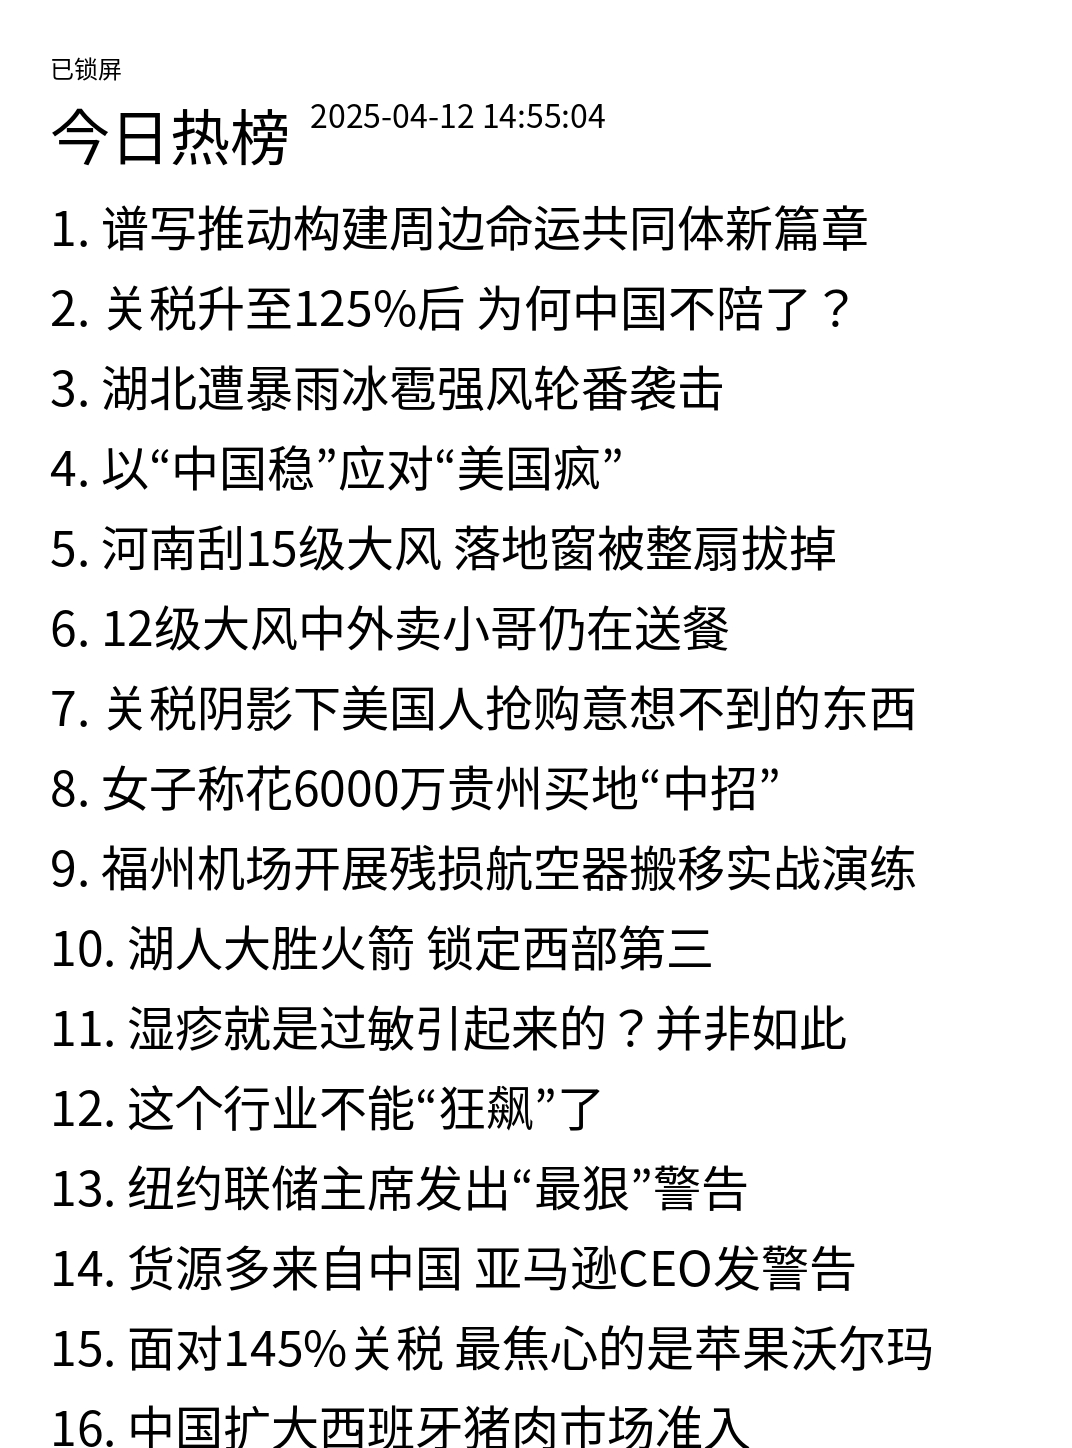 已锁屏
今日热榜 2025-04-12 14:55:04
1. 谱写推动构建周边命运共同体新篇章
2. 关税升至125%后 为何中国不陪了？
3. 湖北遭暴雨冰雹强风轮番袭击
4. 以“中国稳”应对“美国疯”
5. 河南刮15级大风 落地窗被整扇拔掉
6. 12级大风中外卖小哥仍在送餐
7. 关税阴影下美国人抢购意想不到的东西
8. 女子称花6000万贵州买地“中招”
9. 福州机场开展残损航空器搬移实战演练
10. 湖人大胜火箭 锁定西部第三
11. 湿疹就是过敏引起来的？并非如此
12. 这个行业不能“狂飙”了
13. 纽约联储主席发出“最狠”警告
14. 货源多来自中国 亚马逊CEO发警告
15. 面对145%关税 最焦心的是苹果沃尔玛
16. 中国扩大西班牙猪肉市场准入